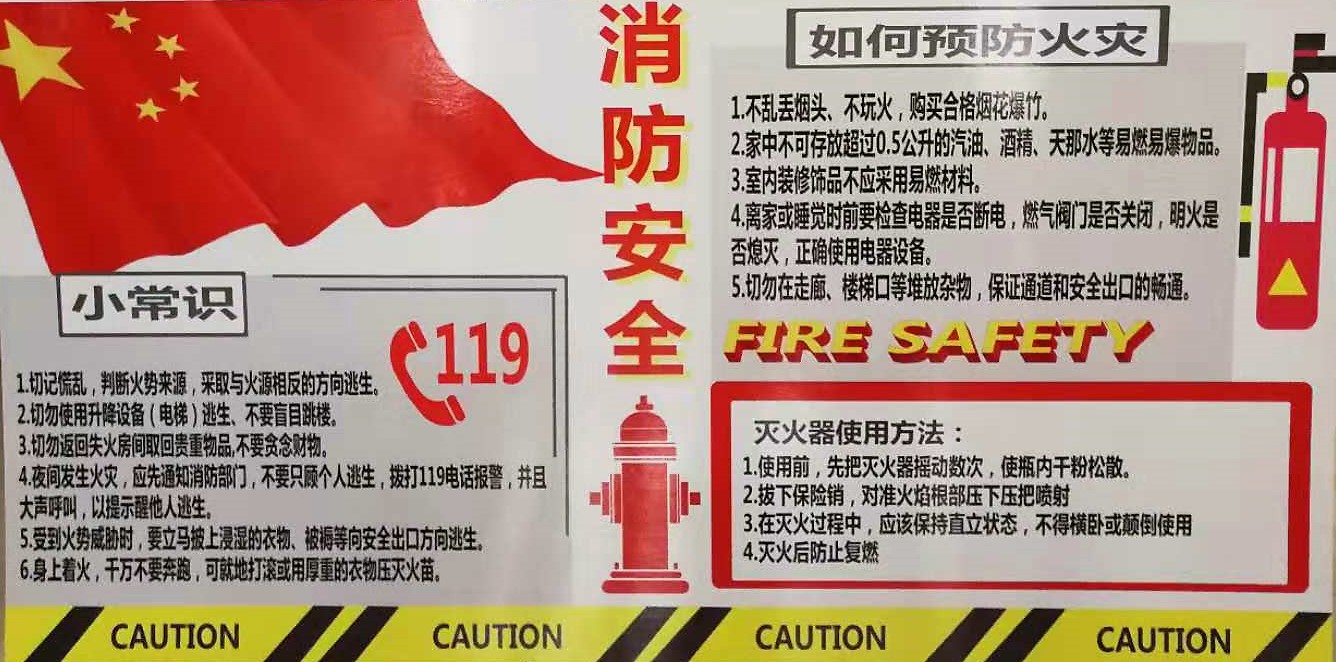 消防安全
小常识
119
1.切记慌乱，判断火势来源，采取与火源相反的方向逃生。
2.切勿使用升降设备（电梯）逃生、不要盲目跳楼。
3.切勿返回失火房间取回贵重物品,不要贪念财物。
4.夜间发生火灾，应先通知消防部门，不要只顾个人逃生，拨打119电话报警，并且
大声呼叫，以提示醒他人逃生。
5.受到火势威胁时，要立马披上浸湿的衣物、被褥等向安全出口方向逃生。
6.身上着火，千万不要奔跑，可就地打滚或用厚重的衣物压灭火苗。
如何预防火灾
1.不乱丢烟头、不玩火，购买合格烟花爆竹。
2.家中不可存放超过0.5公升的汽油、酒精、天那水等易燃易爆物品。
3.室内装修饰品不应采用易燃材料。
4.离家或睡觉时前要检查电器是否断电，燃气阀门是否关闭，明火是
否熄灭，正确使用电器设备。
5.切勿在走廊、楼梯口等堆放杂物，保证通道和安全出口的畅通。
FIRE SAFETY
灭火器使用方法：
1.使用前，先把灭火器摇动数次，使瓶内干粉松散。
2.拔下保险销，对准火焰根部压下压把喷射
3.在灭火过程中，应该保持直立状态，不得横卧或颠倒使用
4.灭火后防止复燃
CAUTION CAUTION CAUTION CAUTION